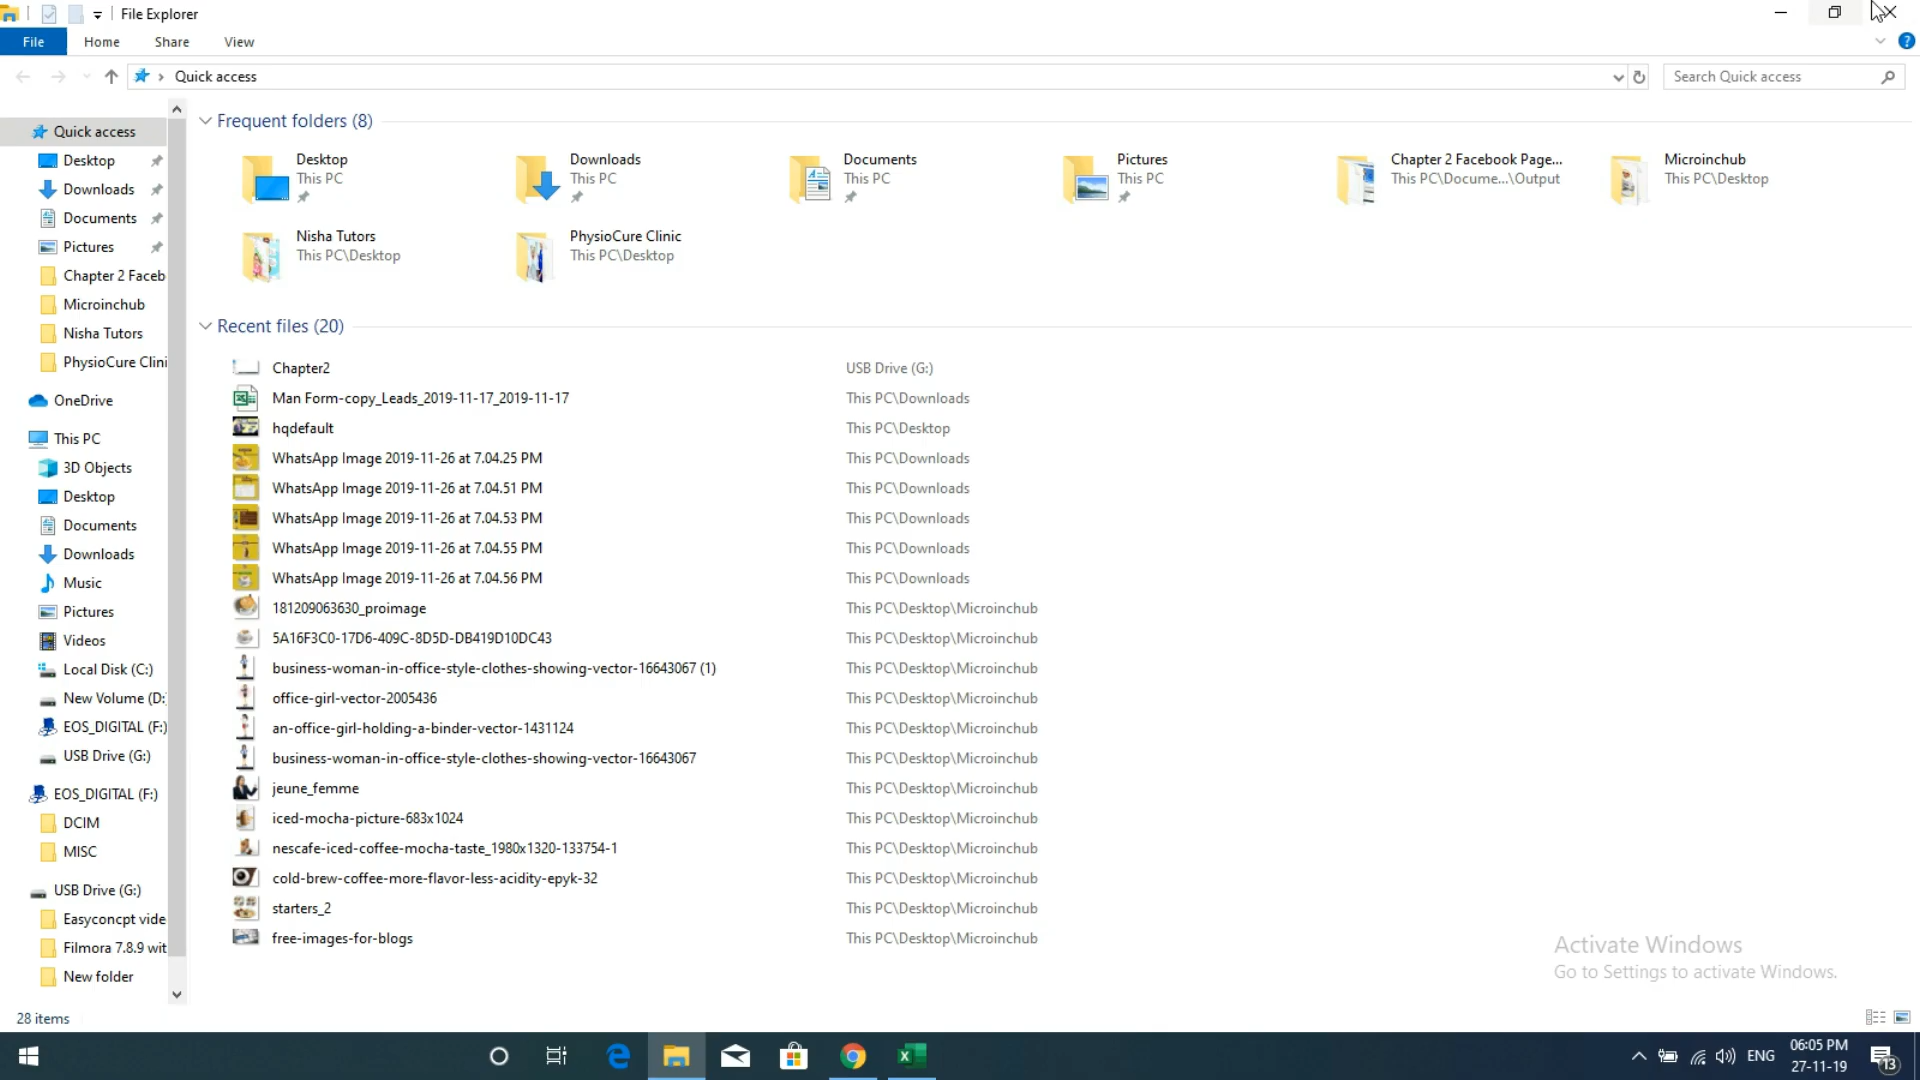 File Explorer
File Home Share View
Quick access
Search Quick access
Quick access
Desktop
Downloads
Documents
Pictures
Chapter 2 Faceb
Microinchub
Nisha Tutors
PhysioCure Clini
OneDrive
This PC
3D Objects
Desktop
Documents
Downloads
Music
Pictures
Videos
Local Disk (C:)
New Volume (D:
EOS_DIGITAL (F:)
USB Drive (G:)
EOS_DIGITAL (F:)
DCIM
MISC
USB Drive (G:)
Easyconcpt vide
Filmora 7.8.9 wit
New folder
Frequent folders (8)
Desktop
This PC
Downloads
This PC
Documents
This PC
Pictures
This PC
Chapter 2 Facebook Page...
This PC\Docume...\Output
Microinchub
This PC\Desktop
Nisha Tutors
This PC\Desktop
PhysioCure Clinic
This PC\Desktop
Recent files (20)
Chapter2 USB Drive (G:)
Man Form-copy_Leads_2019-11-17_2019-11-17 This PC\Downloads
hqdefault This PC\Desktop
WhatsApp Image 2019-11-26 at 7.04.25 PM This PC\Downloads
WhatsApp Image 2019-11-26 at 7.04.51 PM This PC\Downloads
WhatsApp Image 2019-11-26 at 7.04.53 PM This PC\Downloads
WhatsApp Image 2019-11-26 at 7.04.55 PM This PC\Downloads
WhatsApp Image 2019-11-26 at 7.04.56 PM This PC\Downloads
181209063630_proimage This PC\Desktop\Microinchub
5A16F3C0-17D6-409C-8D5D-DB419D10DC43 This PC\Desktop\Microinchub
business-woman-in-office-style-clothes-showing-vector-16643067 (1) This PC\Desktop\Microinchub
office-girl-vector-2005436 This PC\Desktop\Microinchub
an-office-girl-holding-a-binder-vector-1431124 This PC\Desktop\Microinchub
business-woman-in-office-style-clothes-showing-vector-16643067 This PC\Desktop\Microinchub
jeune_femme This PC\Desktop\Microinchub
iced-mocha-picture-683x1024 This PC\Desktop\Microinchub
nescafe-iced-coffee-mocha-taste_1980x1320-133754-1 This PC\Desktop\Microinchub
cold-brew-coffee-more-flavor-less-acidity-epyk-32 This PC\Desktop\Microinchub
starters_2 This PC\Desktop\Microinchub
free-images-for-blogs This PC\Desktop\Microinchub
Activate Windows
Go to Settings to activate Windows.
28 items
ENG
06:05 PM
27-11-19
13